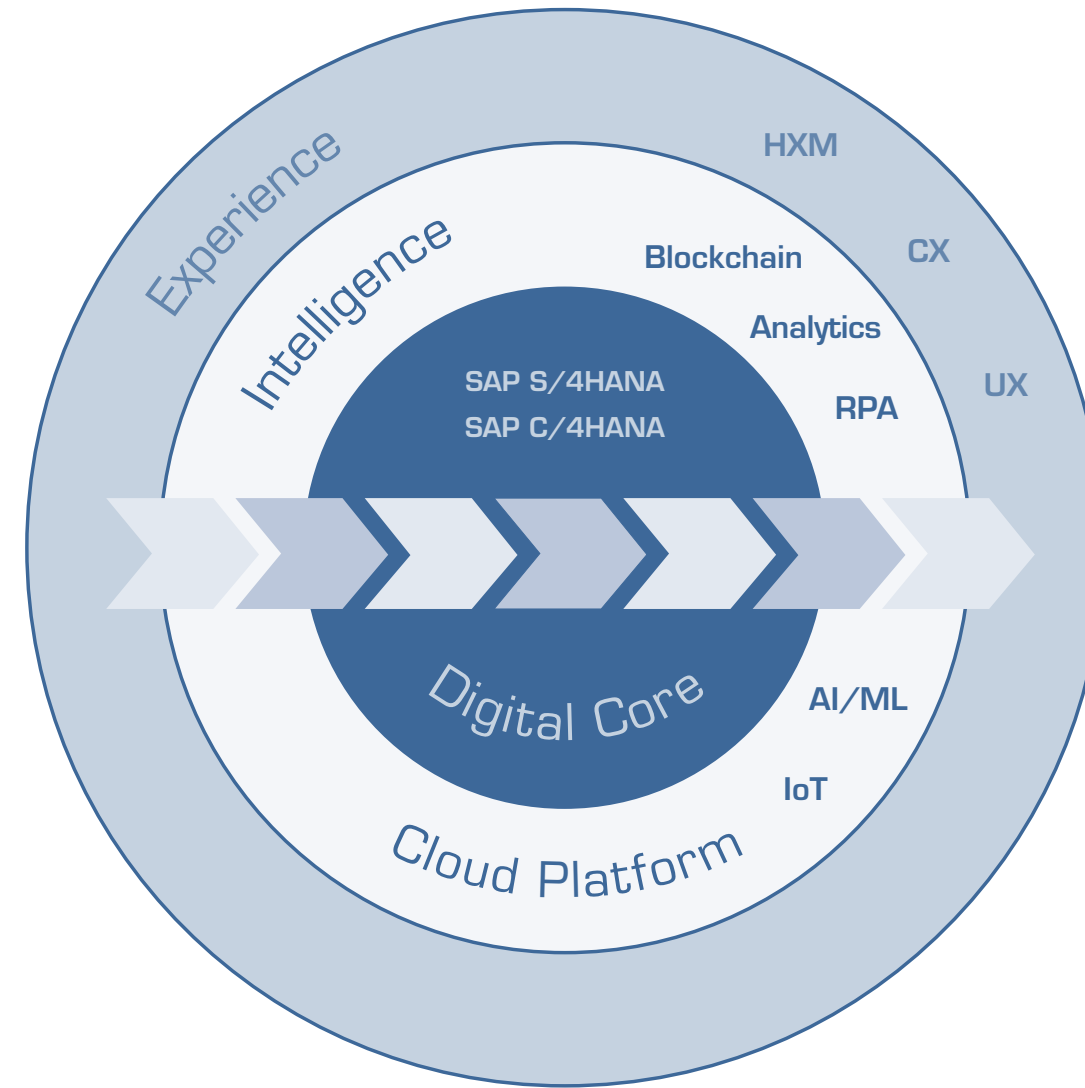 Experience
HXM
CX
UX
Intelligence
Blockchain
Analytics
RPA
SAP S/4HANA
SAP C/4HANA
Digital Core
AI/ML
IoT
Cloud Platform